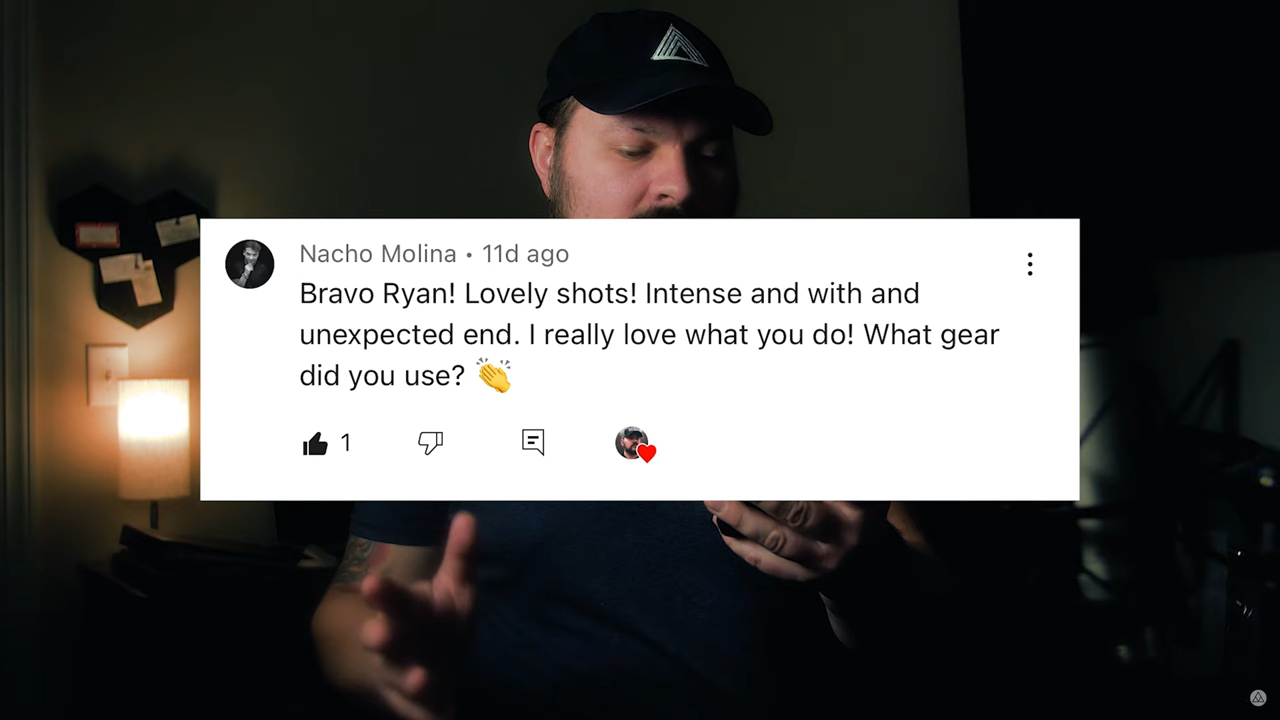 Nacho Molina • 11d ago
Bravo Ryan! Lovely shots! Intense and with and
unexpected end. I really love what you do! What gear
did you use? 👏
1